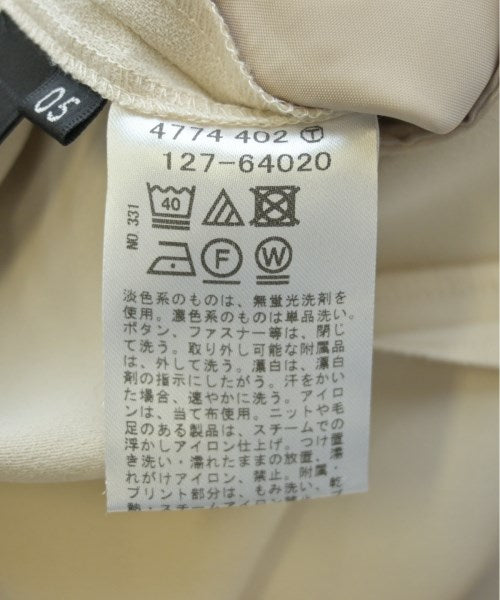 05
4774 402 Ⓣ
127-64020
NO 331
40
F
W
淡色系のものは、無蛍光洗剤を
使用。濃色系のものは単品洗い。
ボタン、ファスナー等は、閉じ
て洗う。取り外し可能な附属品
は、外して洗う。漂白は、漂白
剤の指示にしたがう。汗をかい
た場合、速やかに洗う。アイロ
ンは、当て布使用。ニットや毛
足のある製品は、スチームでの
浮かしアイロン仕上げ。つけ置
き洗い・濡れたままの放置、濡
れがけアイロン、禁止。附属・
プリント部分は、もみ洗い、乾